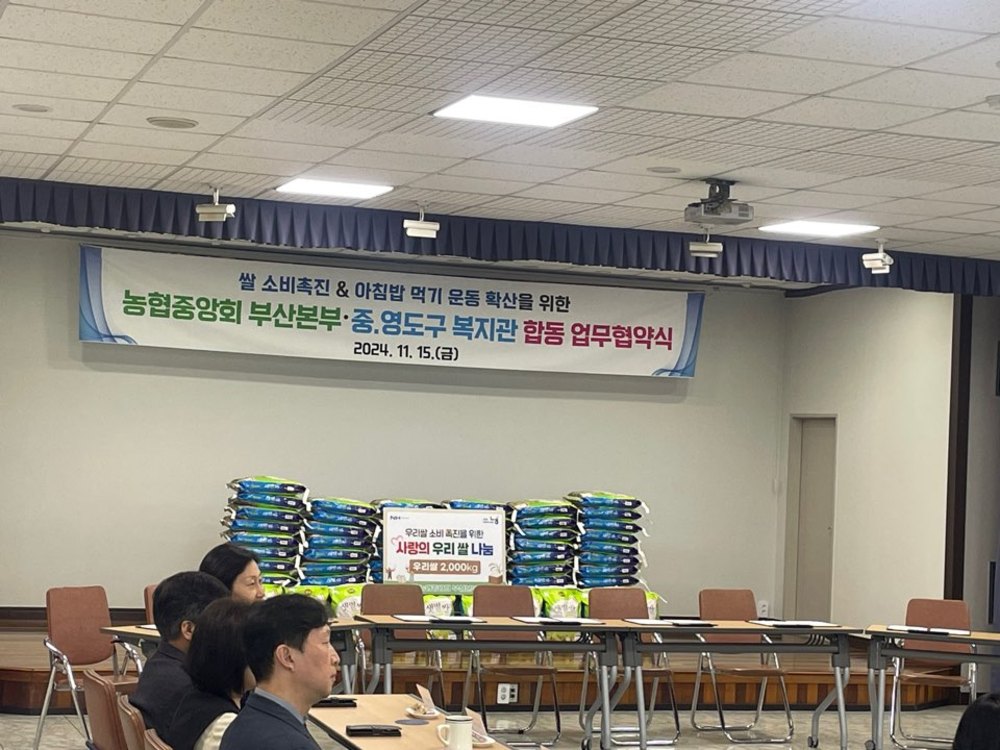 쌀 소비촉진 & 아침밥 먹기 운동 확산을 위한
농협중앙회 부산본부·중.영도구 복지관 합동 업무협약식
2024. 11. 15.(금)
NH
우리쌀 소비 촉진을 위한
사랑의 우리 쌀 나눔
우리쌀 2,000kg